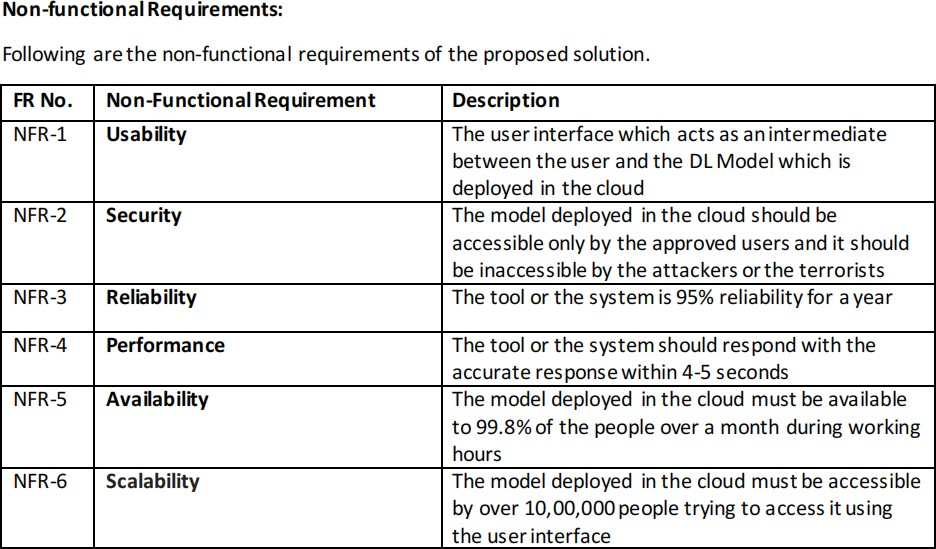 Non-functional Requirements:
Following are the non-functional requirements of the proposed solution.
FR No. Non-Functional Requirement Description
NFR-1 Usability The user interface which acts as an intermediate
between the user and the DL Model which is
deployed in the cloud
NFR-2 Security The model deployed in the cloud should be
accessible only by the approved users and it should
be inaccessible by the attackers or the terrorists
NFR-3 Reliability The tool or the system is 95% reliability for a year
NFR-4 Performance The tool or the system should respond with the
accurate response within 4-5 seconds
NFR-5 Availability The model deployed in the cloud must be available
to 99.8% of the people over a month during working
hours
NFR-6 Scalability The model deployed in the cloud must be accessible
by over 10,00,000 people trying to access it using
the user interface